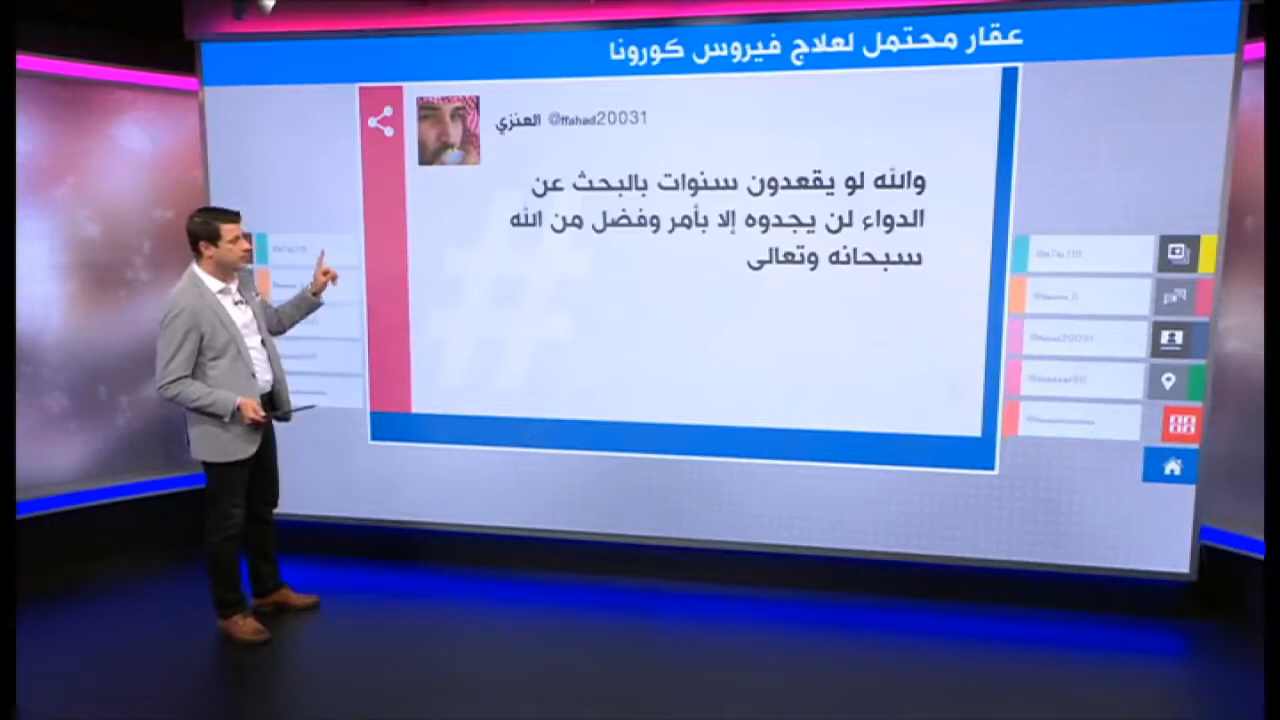 عقار محتمل لعلاج فيروس كورونا
العنزي @ffahad20031
والله لو يقعدون سنوات بالبحث عن
الدواء لن يجدوه إلا بأمر وفضل من الله
سبحانه وتعالى